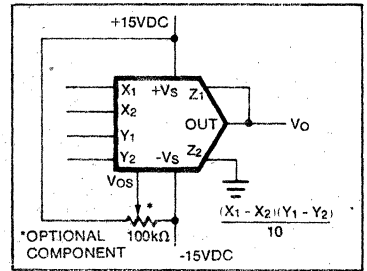 +15VDC
X1 +VS Z1
X2
OUT VO
Y1
Z2
Y2 -VS
VOS
*
(X1 - X2)(Y1 - Y2)
10
*OPTIONAL 100kΩ
COMPONENT
-15VDC